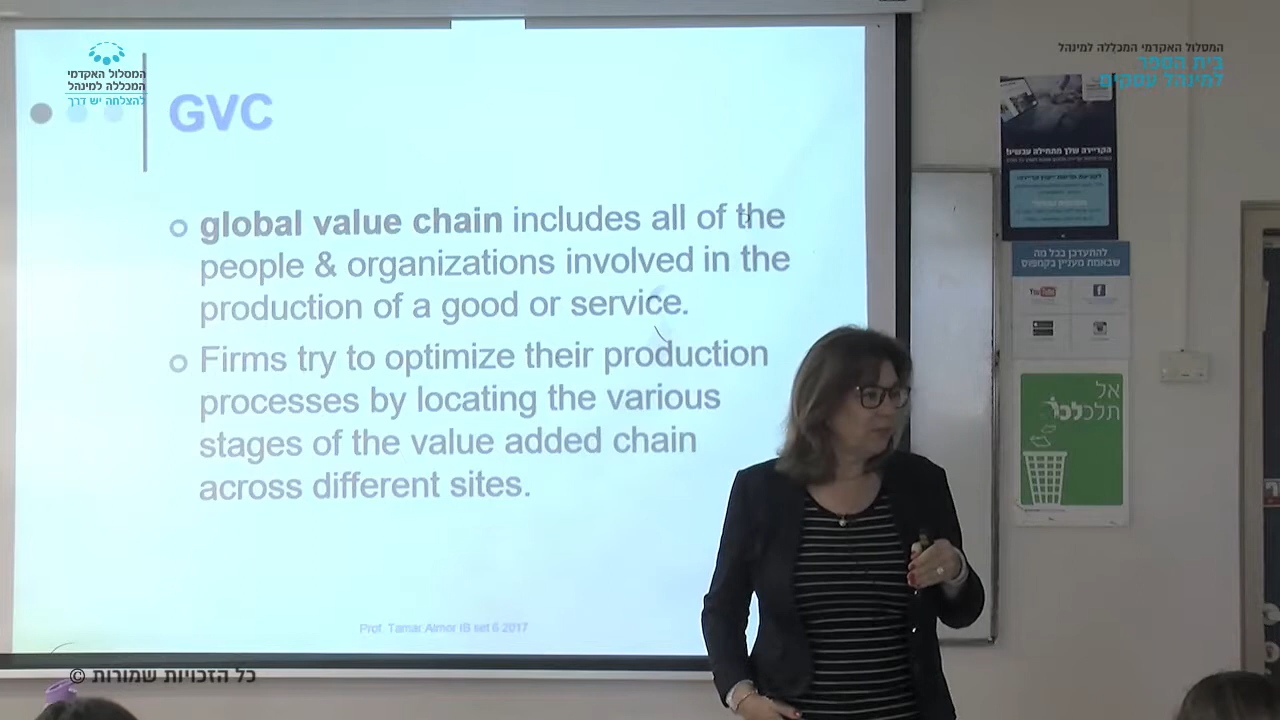 המסלול האקדמי
המכללה למינהל
להצלחה יש דרך
GVC
global value chain includes all of the
people & organizations involved in the
production of a good or service.
Firms try to optimize their production
processes by locating the various
stages of the value added chain
across different sites.
Prof. Tamar Almor IB set 6 2017
© כל הזכויות שמורות
המסלול האקדמי המכללה למינהל
בית הספר
למינהל עסקים
הקריירה שלך מתחילה עכשיו!
להתעדכן בכל מה
שבאמת מעניין בקמפוס
YouTube
אל
תלכלכו